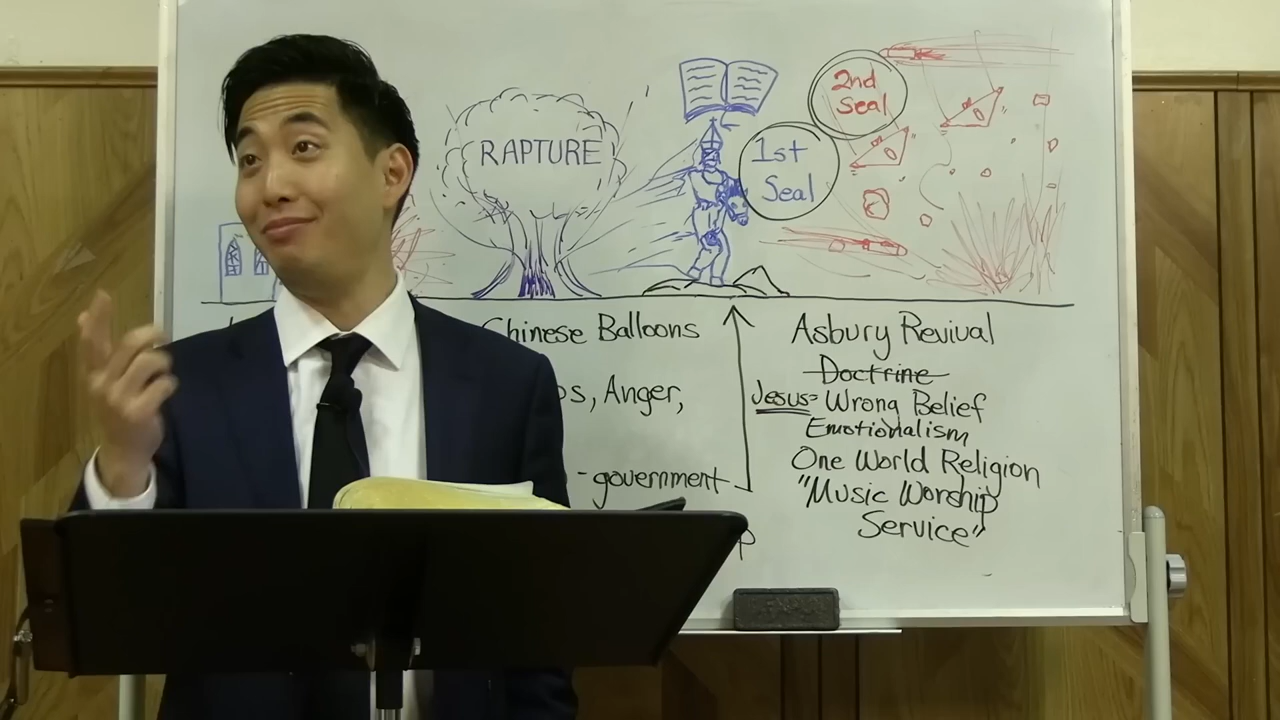 RAPTURE
1st
Seal
2nd
Seal
Chinese Balloons
Anger,
- government
Asbury Revival
Doctrine
Jesus= Wrong Belief
Emotionalism
One World Religion
"Music Worship
Service"